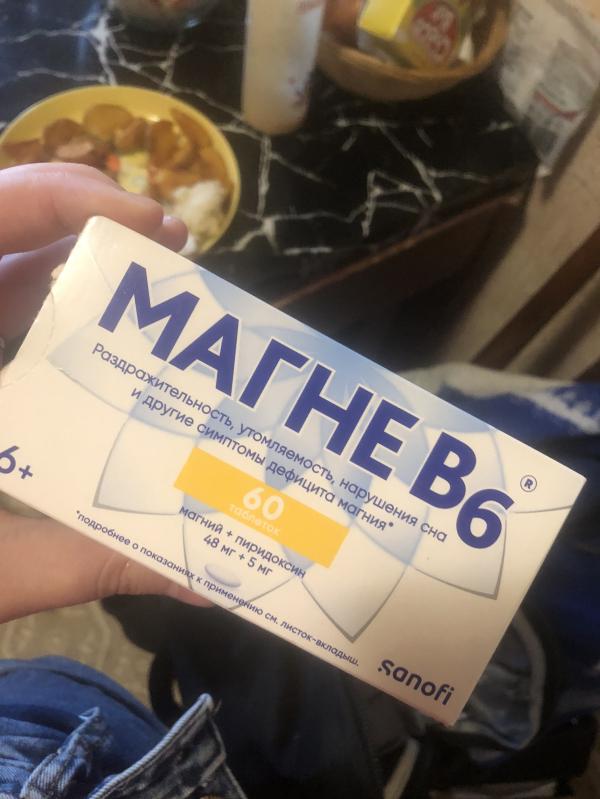 МАГНЕ B6®
Раздражительность, утомляемость, нарушения сна
и другие симптомы дефицита магния*
60
таблеток
магний + пиридоксин
48 мг + 5 мг
6+
*подробнее о показаниях к применению см. листок-вкладыш.
sanofi